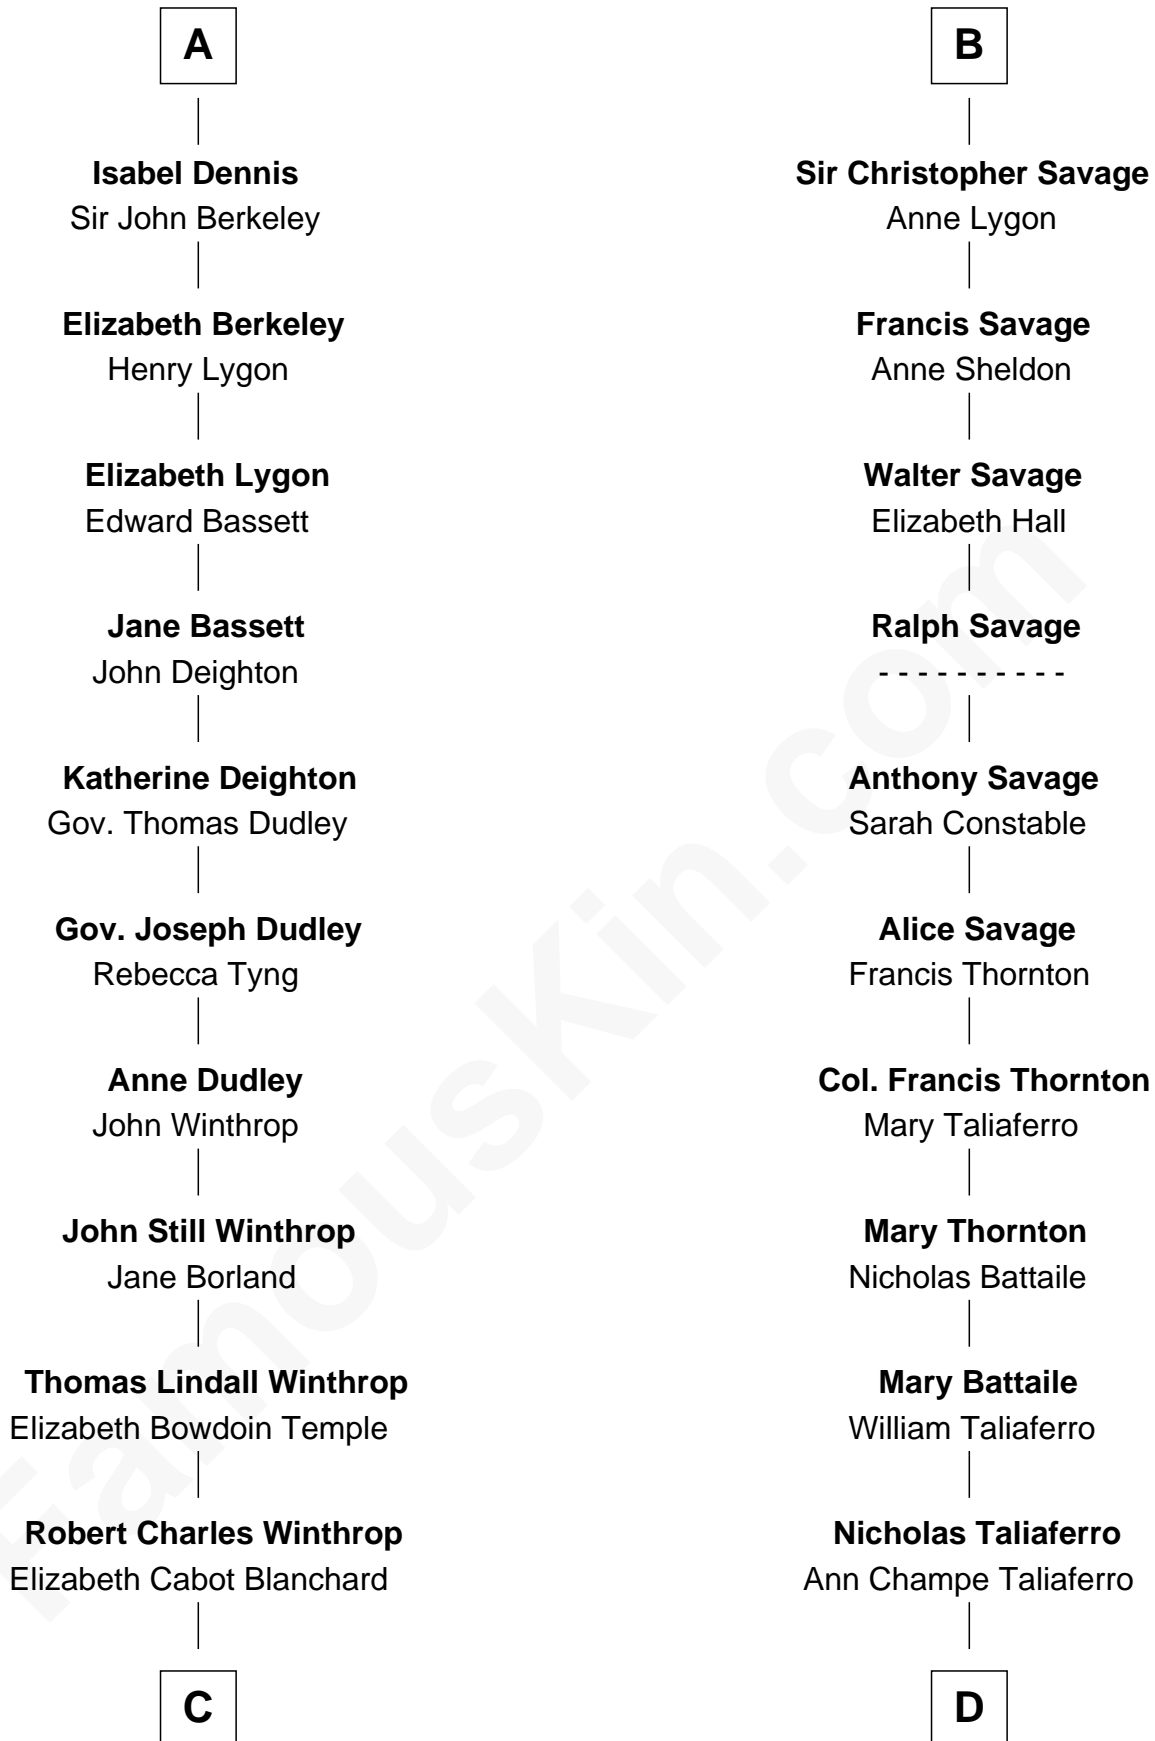 A
Isabel Dennis
Sir John Berkeley
Elizabeth Berkeley
Henry Lygon
Elizabeth Lygon
Edward Bassett
Jane Bassett
John Deighton
Katherine Deighton
Gov. Thomas Dudley
Gov. Joseph Dudley
Rebecca Tyng
Anne Dudley
John Winthrop
John Still Winthrop
Jane Borland
Thomas Lindall Winthrop
Elizabeth Bowdoin Temple
Robert Charles Winthrop
Elizabeth Cabot Blanchard
C
B
Sir Christopher Savage
Anne Lygon
Francis Savage
Anne Sheldon
Walter Savage
Elizabeth Hall
Ralph Savage
- - - - - - - - - -
Anthony Savage
Sarah Constable
Alice Savage
Francis Thornton
Col. Francis Thornton
Mary Taliaferro
Mary Thornton
Nicholas Battaile
Mary Battaile
William Taliaferro
Nicholas Taliaferro
Ann Champe Taliaferro
D
FamousKin.com